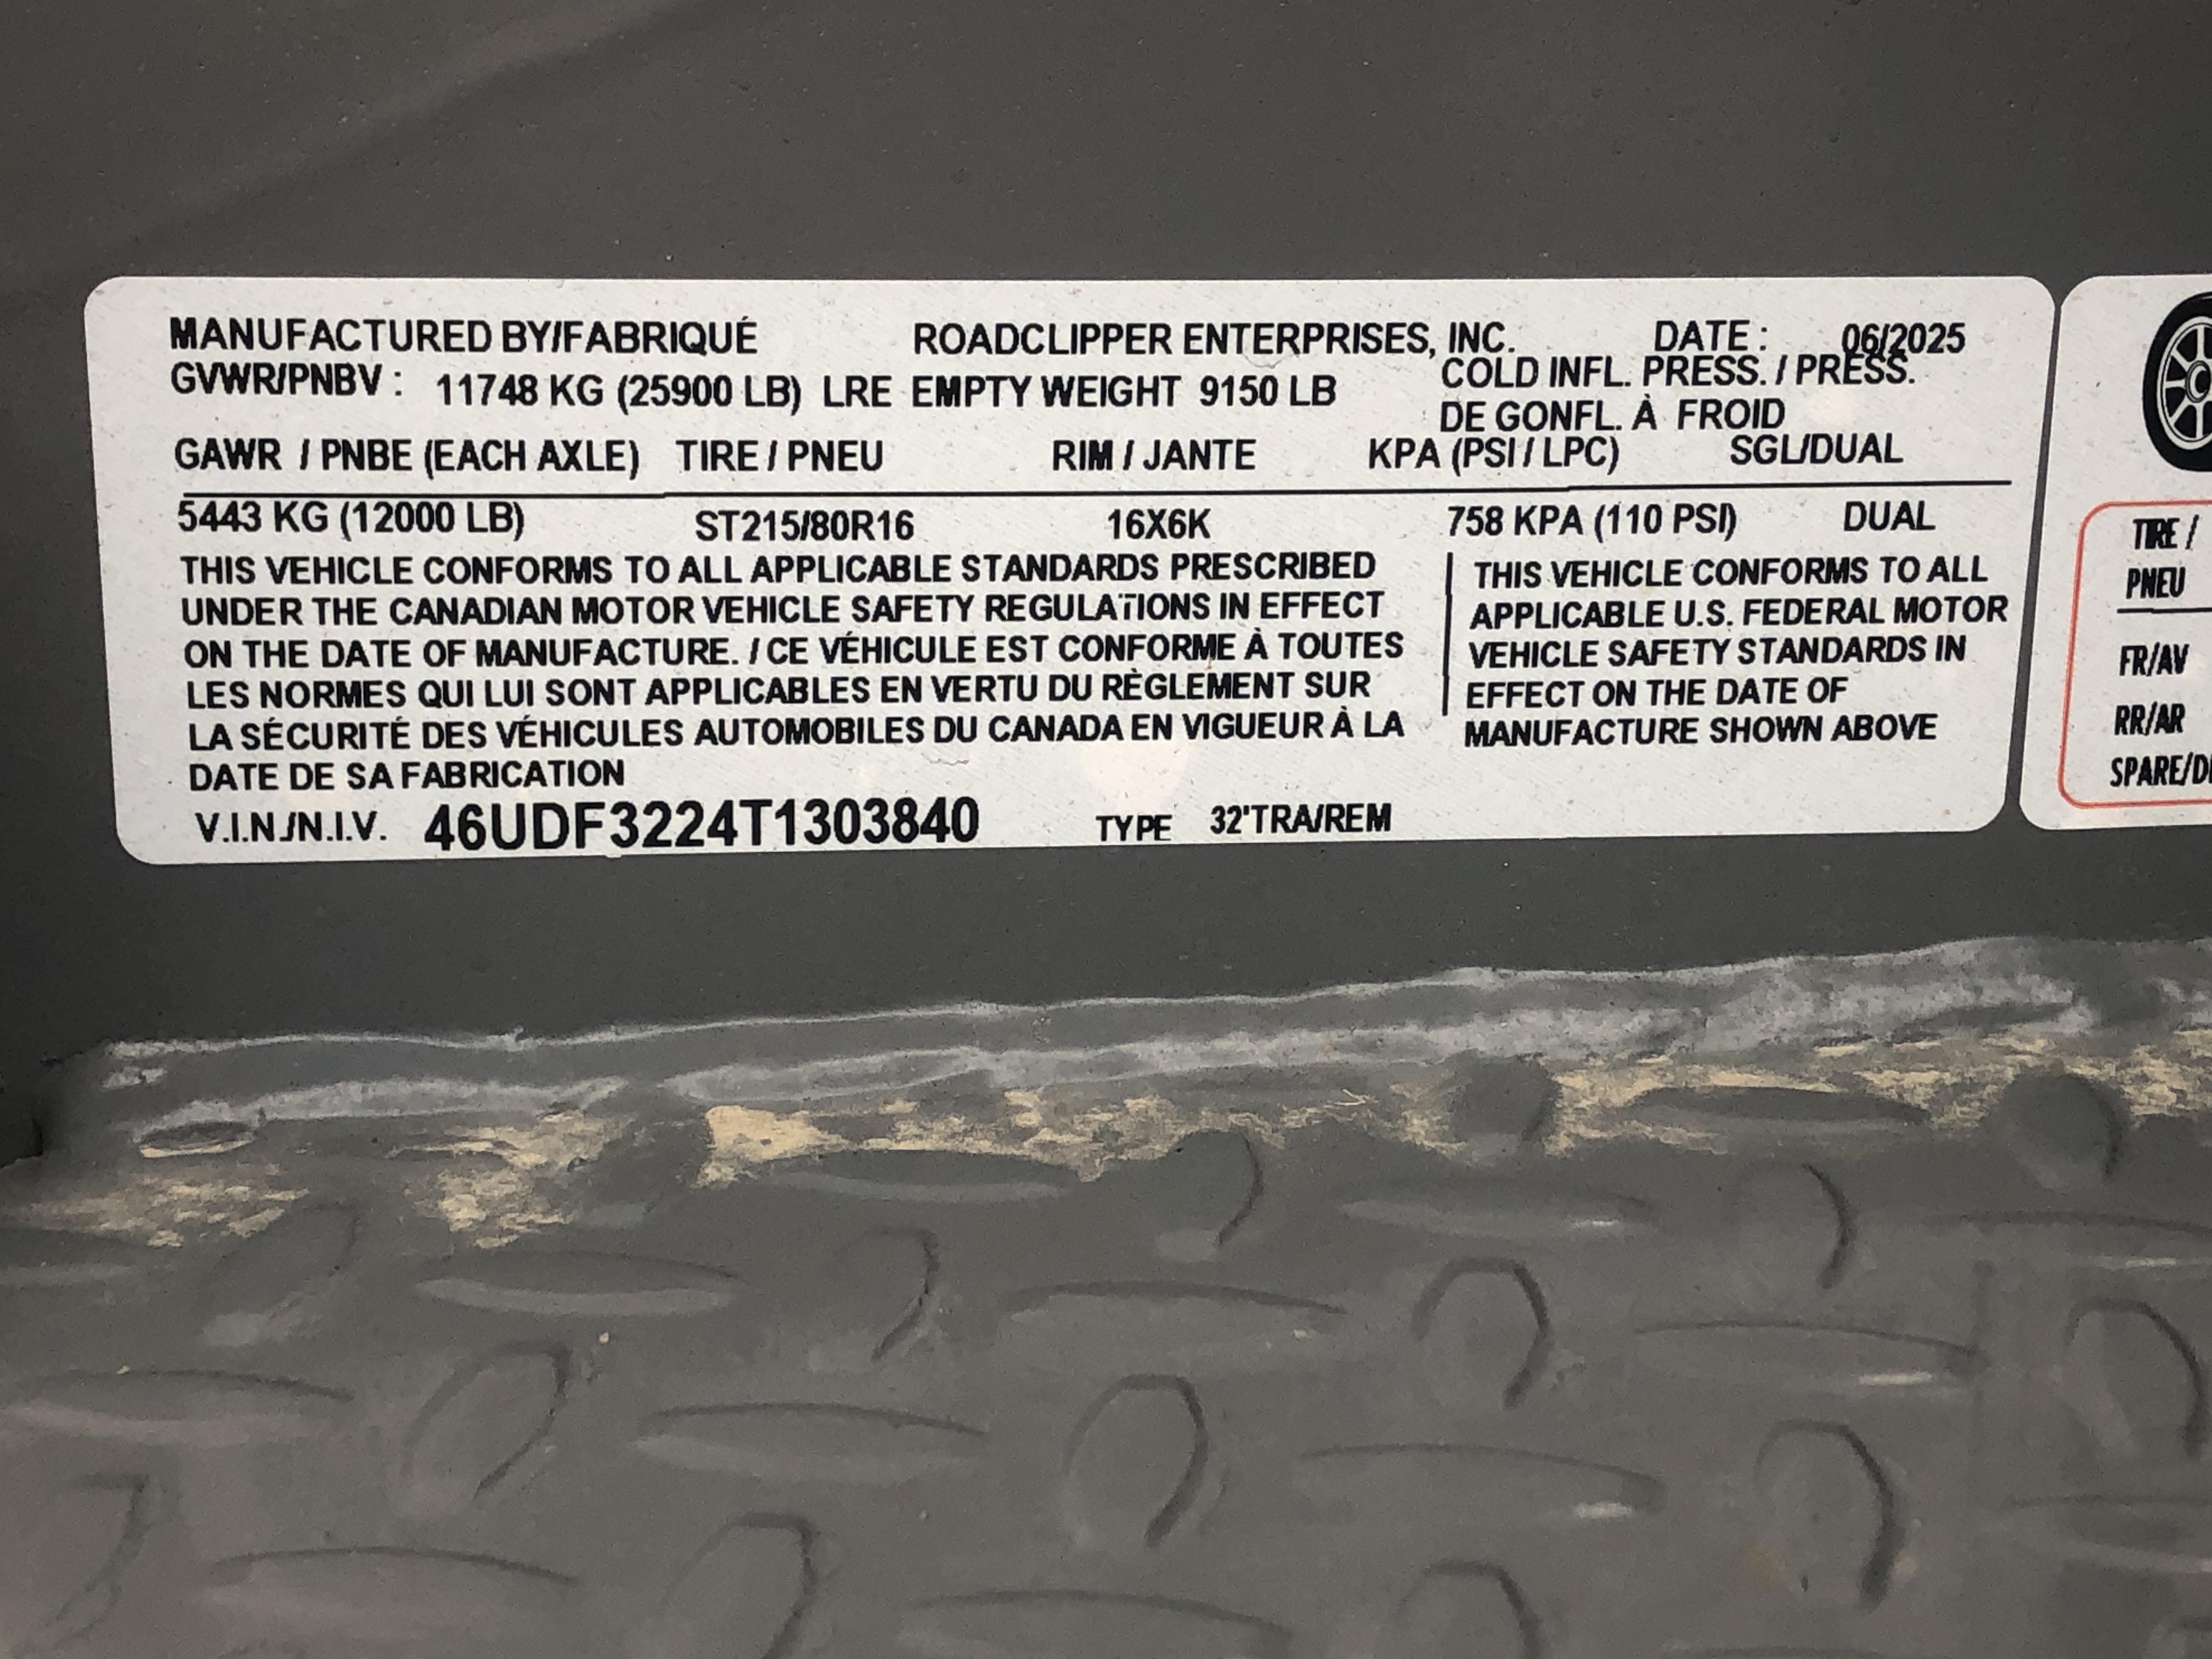 MANUFACTURED BY/FABRIQUÉ ROADCLIPPER ENTERPRISES, INC. DATE : 06/2025
GVWR/PNBV : 11748 KG (25900 LB) LRE EMPTY WEIGHT 9150 LB COLD INFL. PRESS. / PRESS.
DE GONFL. À FROID
GAWR / PNBE (EACH AXLE) TIRE / PNEU RIM / JANTE KPA (PSI / LPC) SGL/DUAL
5443 KG (12000 LB) ST215/80R16 16X6K 758 KPA (110 PSI) DUAL
THIS VEHICLE CONFORMS TO ALL APPLICABLE STANDARDS PRESCRIBED
UNDER THE CANADIAN MOTOR VEHICLE SAFETY REGULATIONS IN EFFECT
ON THE DATE OF MANUFACTURE. / CE VÉHICULE EST CONFORME À TOUTES
LES NORMES QUI LUI SONT APPLICABLES EN VERTU DU RÈGLEMENT SUR
LA SÉCURITÉ DES VÉHICULES AUTOMOBILES DU CANADA EN VIGUEUR À LA
DATE DE SA FABRICATION
THIS VEHICLE CONFORMS TO ALL
APPLICABLE U.S. FEDERAL MOTOR
VEHICLE SAFETY STANDARDS IN
EFFECT ON THE DATE OF
MANUFACTURE SHOWN ABOVE
V.I.N./N.I.V. 46UDF3224T1303840 TYPE 32'TRA/REM
TIRE /
PNEU
FR/AV
RR/AR
SPARE/